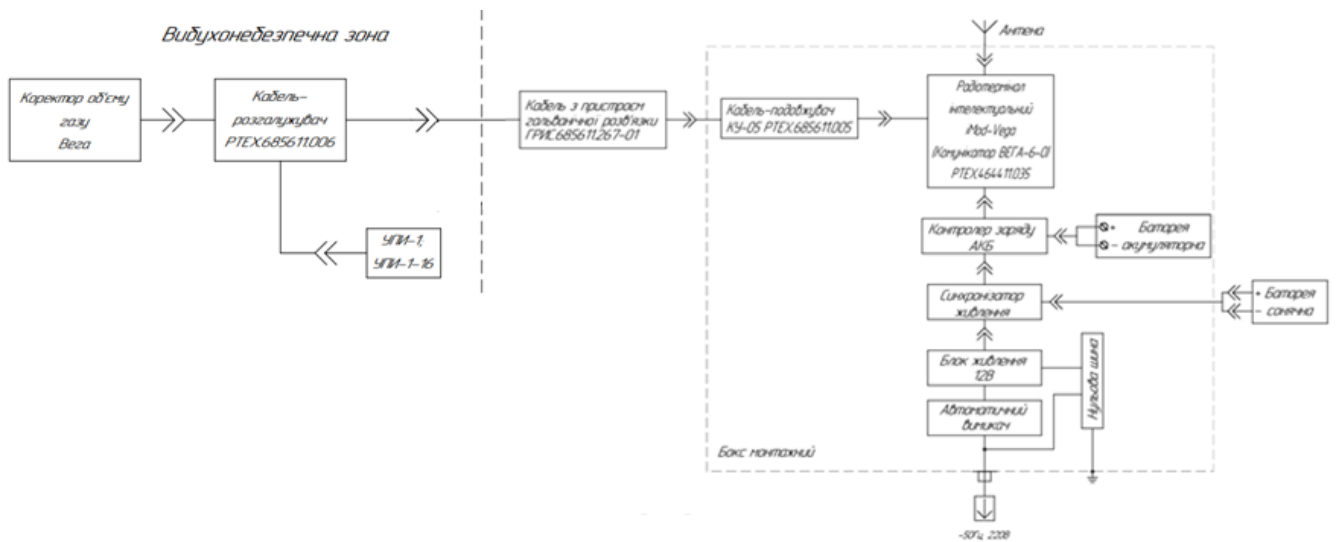 Вибухонебезпечна зона
Коректор об'єму
газу
Вега
Кабель-
розгалужувач
РТЕХ.685611.006
УПИ-1;
УПИ-1-16
Кабель з пристроєм
гальванічної розв'язки
ГРИС.685611.267-01
Кабель-подовжувач
КУ-05 РТЕХ.685611.005
Антена
Радіотермінал
інтелектуальний
iMod-Vega
(Комунікатор ВЕГА-6-0)
РТЕХ.464411.035
Контролер заряду
АКБ
+ Батарея
- акумуляторна
Синхронізатор
живлення
+ Батарея
- сонячна
Блок живлення
12В
Автоматичний
вимикач
Нульова шина
Бокс монтажний
~50Гц, 220В